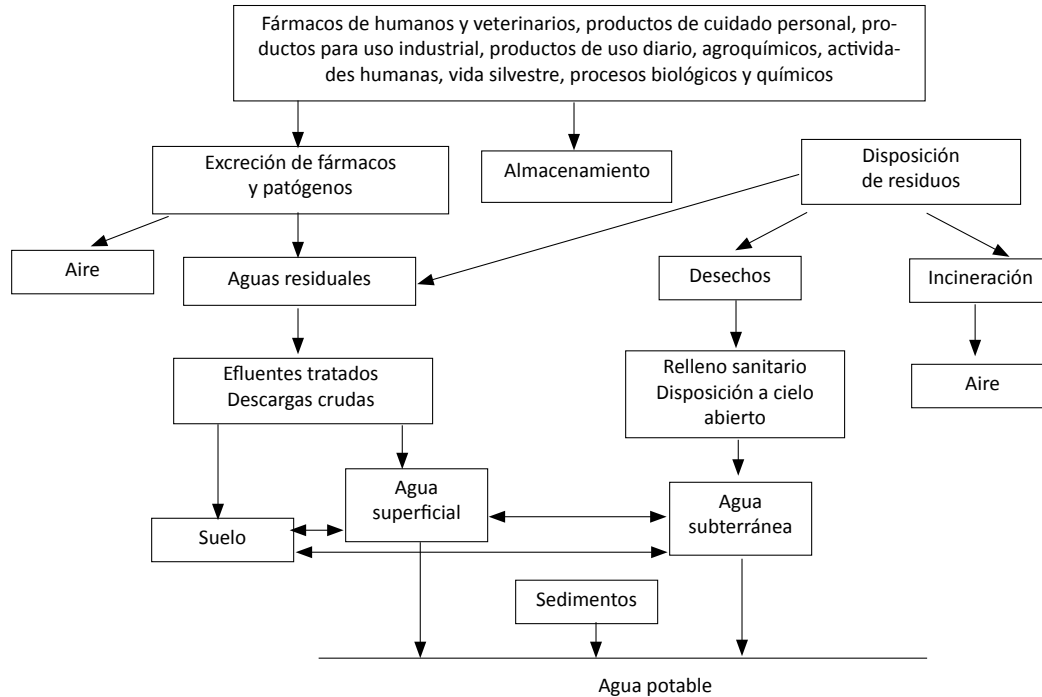 Fármacos de humanos y veterinarios, productos de cuidado personal, pro-
ductos para uso industrial, productos de uso diario, agroquímicos, activida-
des humanas, vida silvestre, procesos biológicos y químicos
Excreción de fármacos
y patógenos
Almacenamiento
Disposición
de residuos
Aire
Aguas residuales
Desechos
Incineración
Efluentes tratados
Descargas crudas
Relleno sanitario
Disposición a cielo
abierto
Aire
Agua
superficial
Agua
subterránea
Suelo
Sedimentos
Agua potable